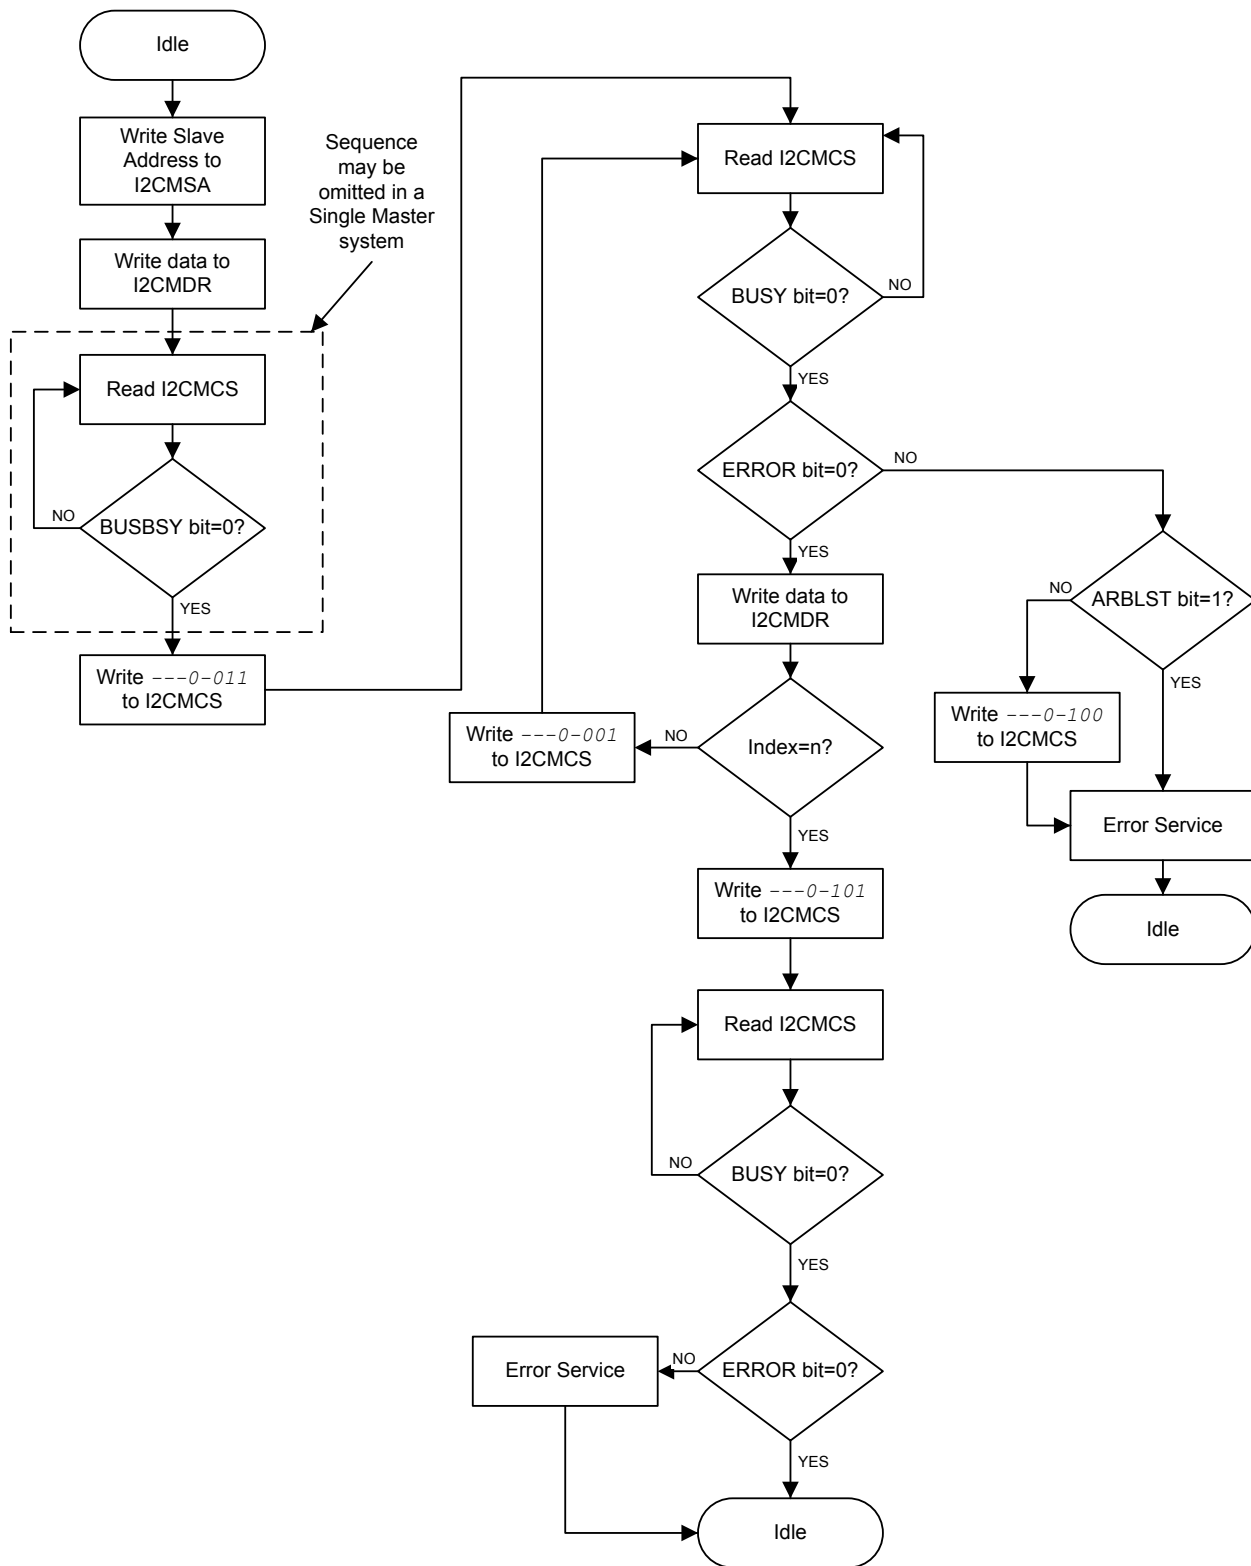 Idle
Write Slave
Address to
I2CMSA
Write data to
I2CMDR
Sequence
may be
omitted in a
Single Master
system
Read I2CMCS
BUSBSY bit=0?
NO
YES
Write ---0-011
to I2CMCS
Read I2CMCS
BUSY bit=0?
NO
YES
ERROR bit=0?
NO
YES
Write data to
I2CMDR
Index=n?
NO
Write ---0-001
to I2CMCS
YES
ARBLST bit=1?
NO
YES
Write ---0-100
to I2CMCS
Error Service
Idle
Write ---0-101
to I2CMCS
Read I2CMCS
BUSY bit=0?
NO
YES
ERROR bit=0?
NO
Error Service
YES
Idle